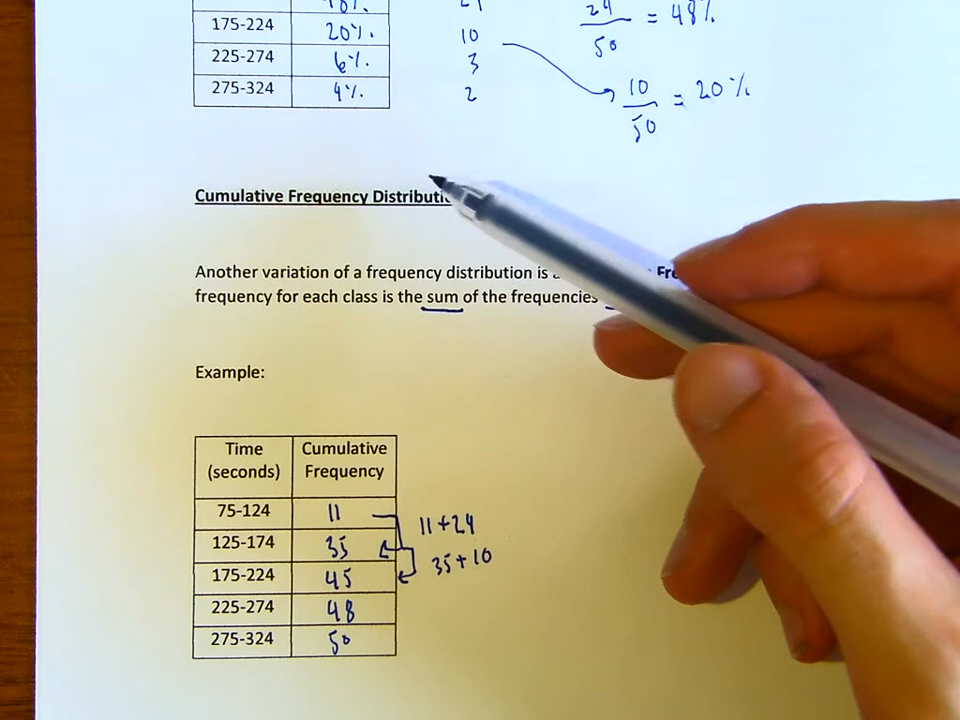 48% 24 24/50 = 48%
175-224 20% 10
225-274 6% 3
275-324 4% 2 10/50 = 20%
Cumulative Frequency
Another variation of a frequency distribution is
frequency for each class is the sum of the frequencies
Example:
Time (seconds) Cumulative Frequency
75-124 11
11+24
125-174 35
35+10
175-224 45
225-274 48
275-324 50